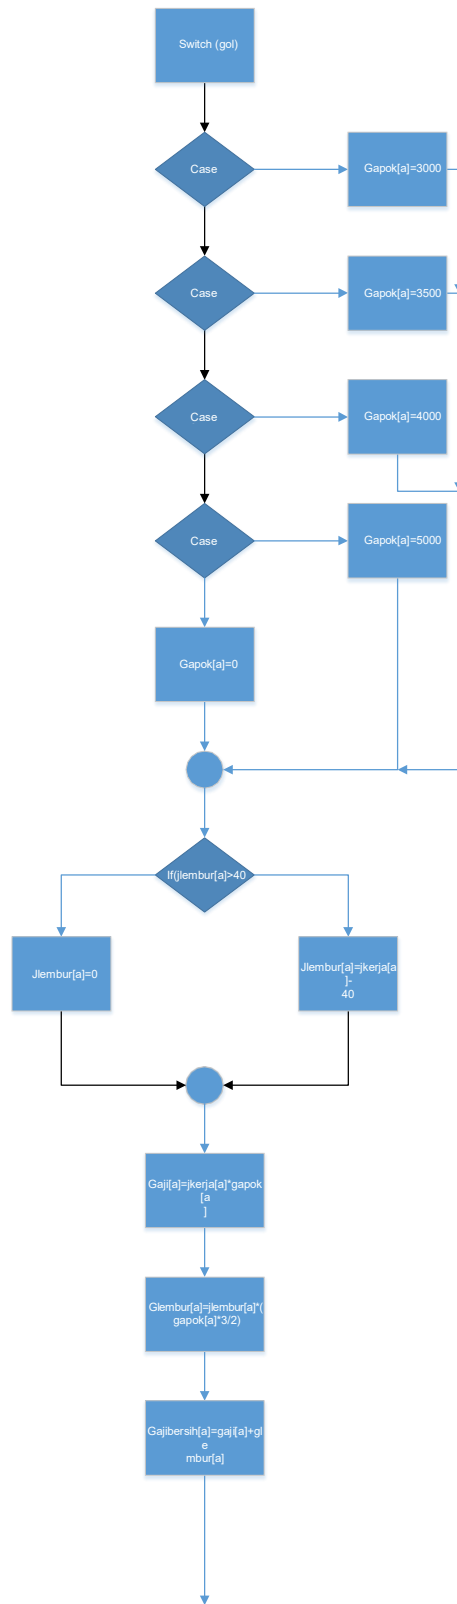 Switch (gol)
Case
Gapok[a]=3000
Case
Gapok[a]=3500
Case
Gapok[a]=4000
Case
Gapok[a]=5000
Gapok[a]=0
If(jlembur[a]>40
Jlembur[a]=0
Jlembur[a]=jkerja[a
]-
40
Gaji[a]=jkerja[a]*gapok
[a
]
Glembur[a]=jlembur[a]*(
gapok[a]*3/2)
Gajibersih[a]=gaji[a]+gl
e
mbur[a]